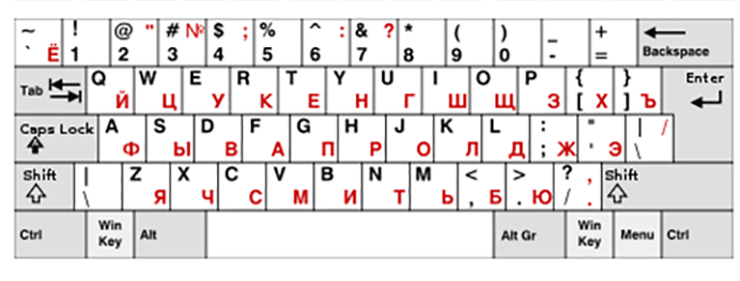 ~ ! @ " # № $ ; % ^ : & ? * ( ) _ +
` Ё 1 2 3 4 5 6 7 8 9 0 - = Backspace
Tab Q Й W Ц E У R К T Е Y Н U Г I Ш O Щ P З { [ Х } ] Ъ Enter
Caps Lock A Ф S Ы D В F А G П H Р J О K Л L Д : ; Ж " ' Э | \ /
Shift | \ Z Я X Ч C С V М B И N Т M Ь < , Б > . Ю ? / , . Shift
Ctrl Win Key Alt Alt Gr Win Key Menu Ctrl